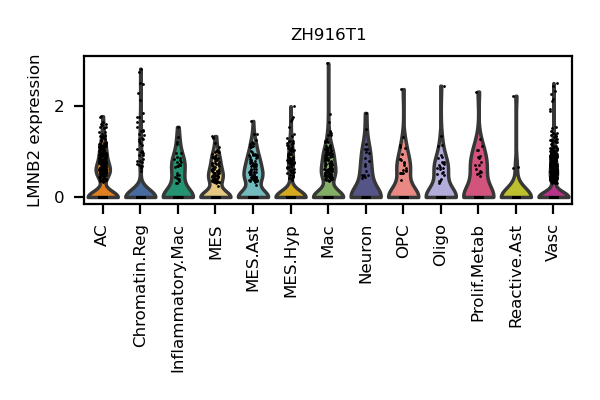 ZH916T1
LMNB2 expression
2
0
AC
Chromatin.Reg
Inflammatory.Mac
MES
MES.Ast
MES.Hyp
Mac
Neuron
OPC
Oligo
Prolif.Metab
Reactive.Ast
Vasc